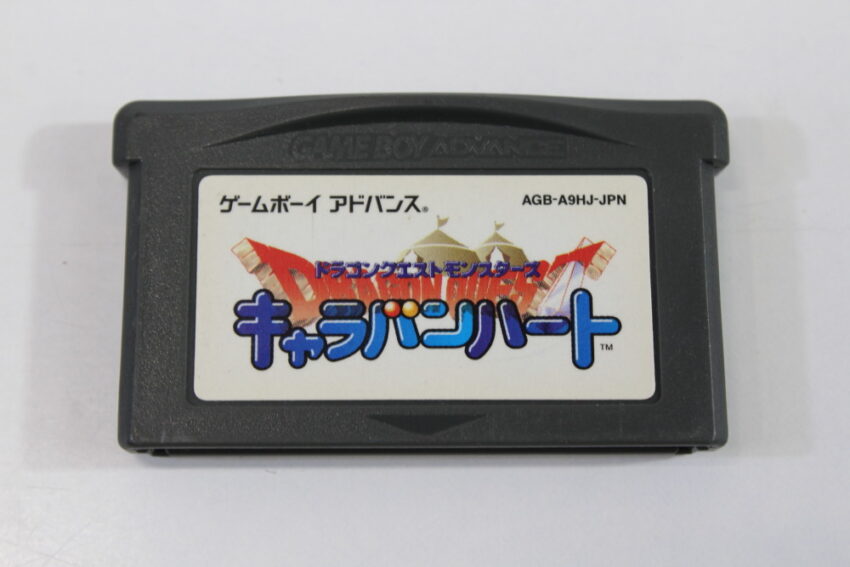 GAME BOY ADVANCE
ゲームボーイ アドバンス®
AGB-A9HJ-JPN
ドラゴンクエストモンスターズ
DRAGON QUEST
キャラバンハート
TM